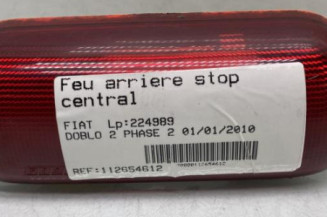 Feu arriere stop
central
FIAT Lp:224989
DOBLO 2 PHASE 2 01/01/2010
REF:112654612